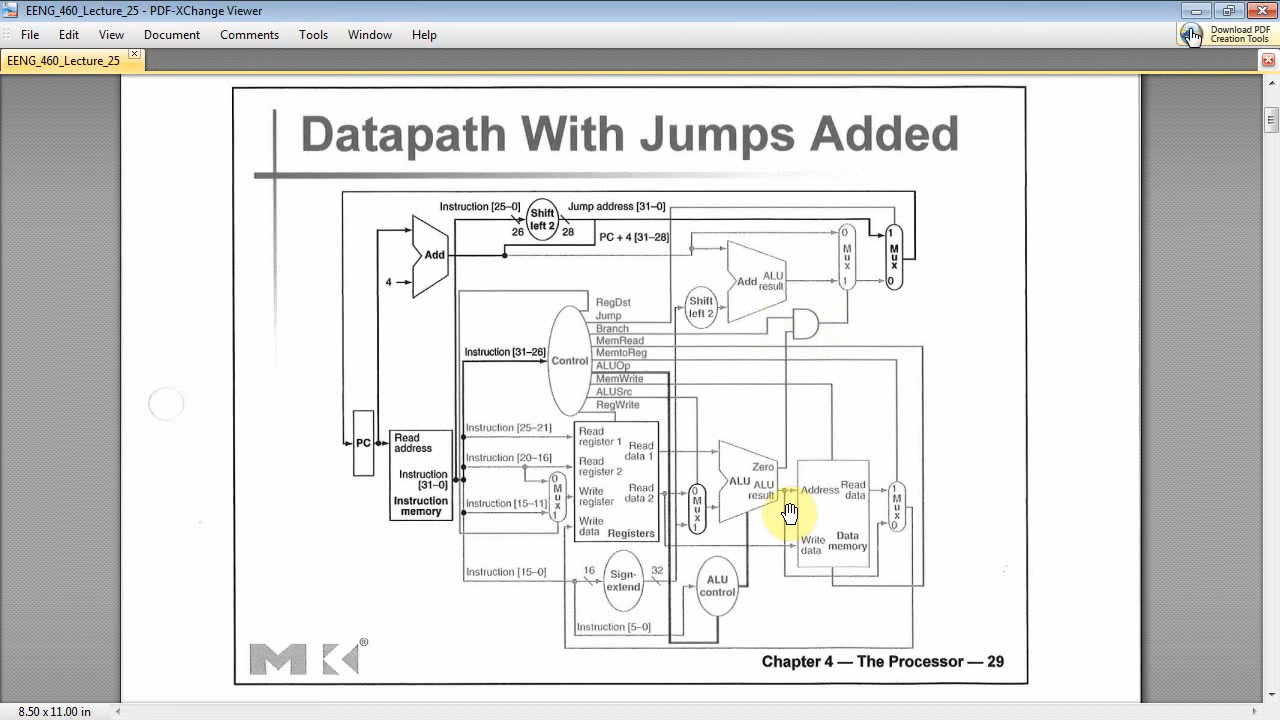 EENG_460_Lecture_25 - PDF-XChange Viewer
File Edit View Document Comments Tools Window Help
Download PDF
Creation Tools
EENG_460_Lecture_25
Datapath With Jumps Added
Instruction [25–0]
Shift
left 2
Jump address [31–0]
26
28
PC + 4 [31–28]
Add
4
Add
ALU
result
0
Mux
1
1
Mux
0
Shift
left 2
RegDst
Jump
Branch
MemRead
MemtoReg
ALUOp
MemWrite
ALUSrc
RegWrite
Instruction [31–26]
Control
PC
Read
address
Instruction
[31–0]
Instruction
memory
Instruction [25–21]
Instruction [20–16]
Instruction [15–11]
Instruction [15–0]
0
Mux
1
Read
register 1
Read
register 2
Write
register
Write
data
Read
data 1
Read
data 2
Registers
0
Mux
1
Zero
ALU
ALU
result
Address
Read
data
Write
data
Data
memory
1
Mux
0
16
Sign-
extend
32
ALU
control
Instruction [5–0]
MK®
Chapter 4 — The Processor — 29
8.50 x 11.00 in